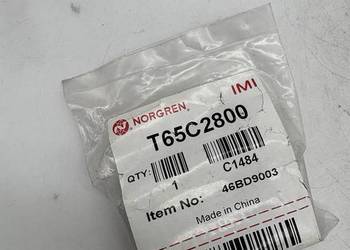 NORGREN. IMI
T65C2800
QTY:
1 C1484
Item No: 46BD9003
Made in China